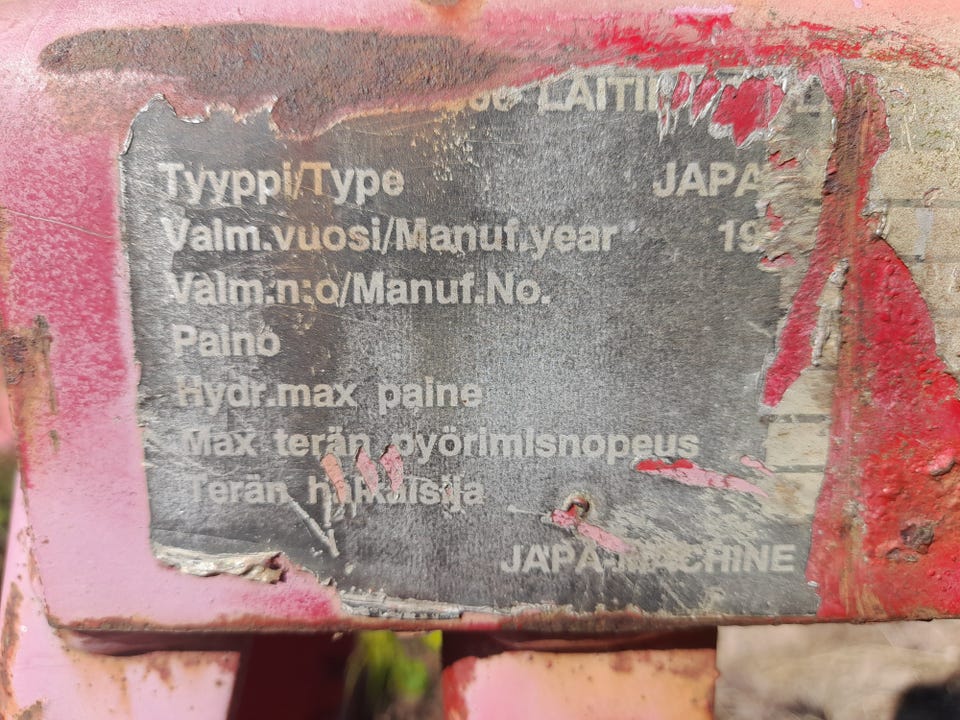 LAITI
Tyyppi/Type JAPA
Valm.vuosi/Manuf.year 19
Valm.n:o/Manuf.No.
Paino
Hydr.max paine
Max terän pyörimisnopeus
Terän halkaisija
JAPA-MACHINE